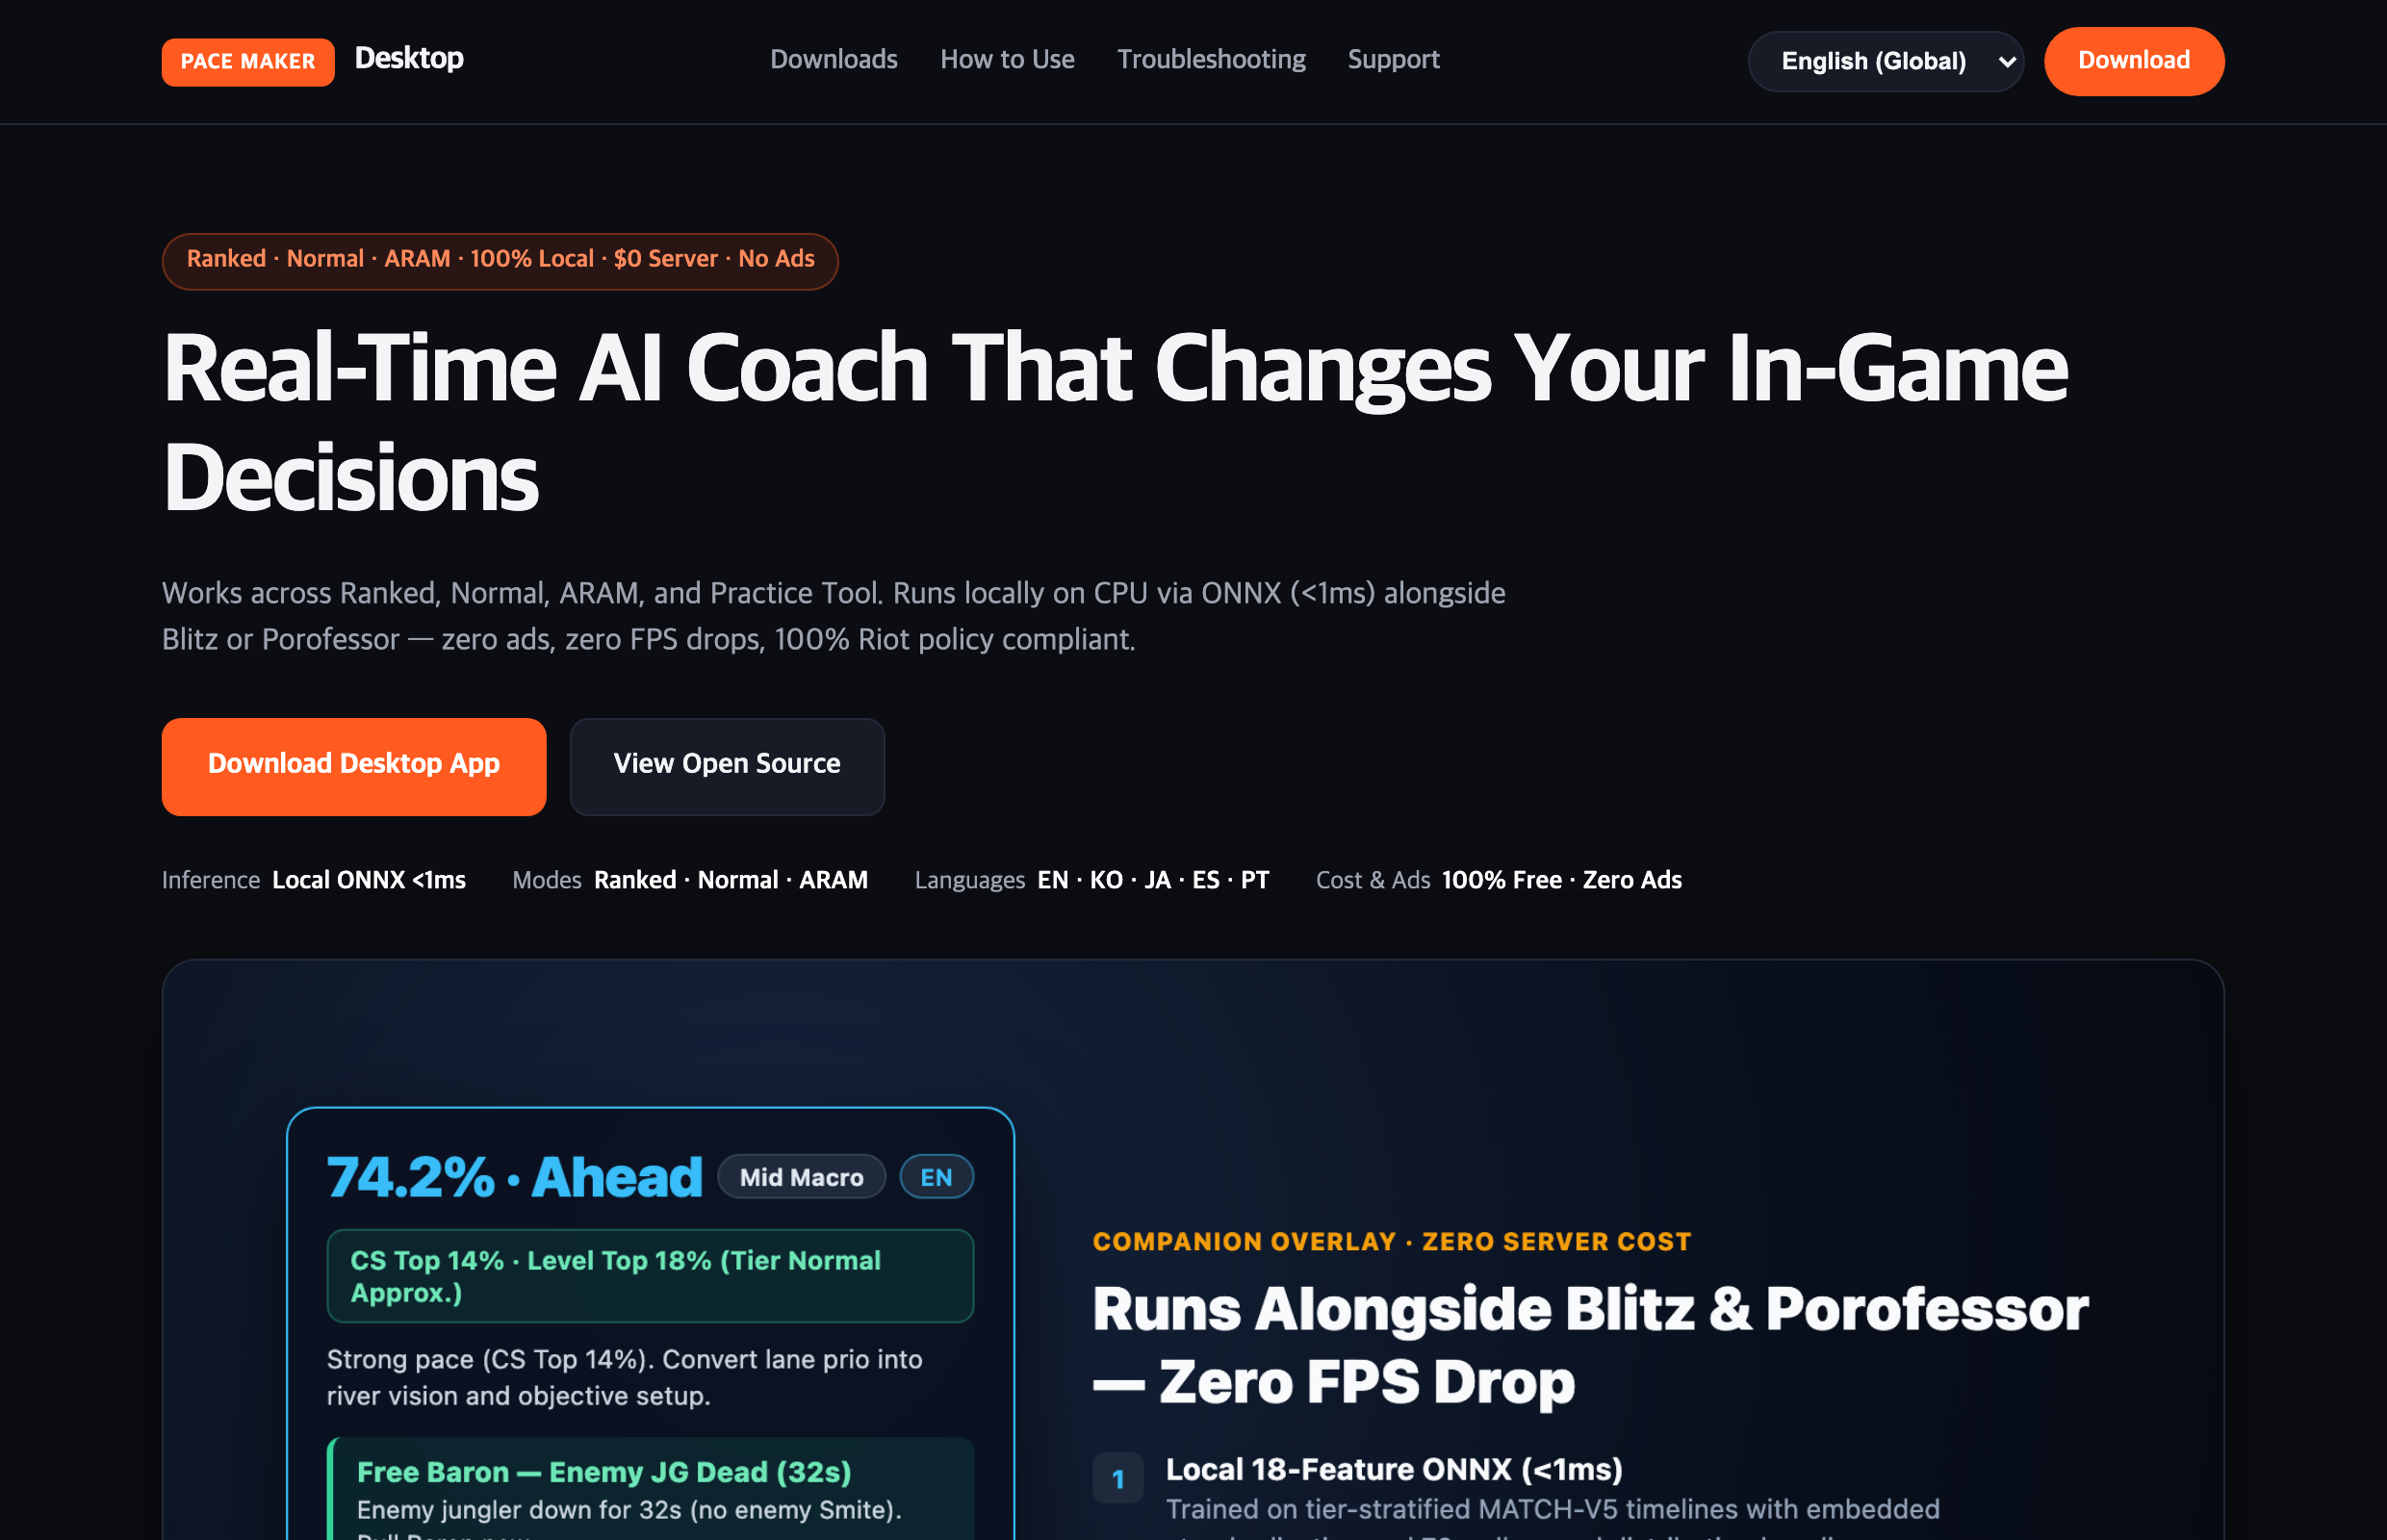 PACE MAKER Desktop
Downloads How to Use Troubleshooting Support
English (Global) Download
Ranked · Normal · ARAM · 100% Local · $0 Server · No Ads
Real-Time AI Coach That Changes Your In-Game
Decisions
Works across Ranked, Normal, ARAM, and Practice Tool. Runs locally on CPU via ONNX (<1ms) alongside
Blitz or Porofessor — zero ads, zero FPS drops, 100% Riot policy compliant.
Download Desktop App View Open Source
Inference Local ONNX <1ms Modes Ranked · Normal · ARAM Languages EN · KO · JA · ES · PT Cost & Ads 100% Free · Zero Ads
74.2% · Ahead Mid Macro EN
CS Top 14% · Level Top 18% (Tier Normal
Approx.)
Strong pace (CS Top 14%). Convert lane prio into
river vision and objective setup.
Free Baron — Enemy JG Dead (32s)
Enemy jungler down for 32s (no enemy Smite).
COMPANION OVERLAY · ZERO SERVER COST
Runs Alongside Blitz & Porofessor
— Zero FPS Drop
1 Local 18-Feature ONNX (<1ms)
Trained on tier-stratified MATCH-V5 timelines with embedded